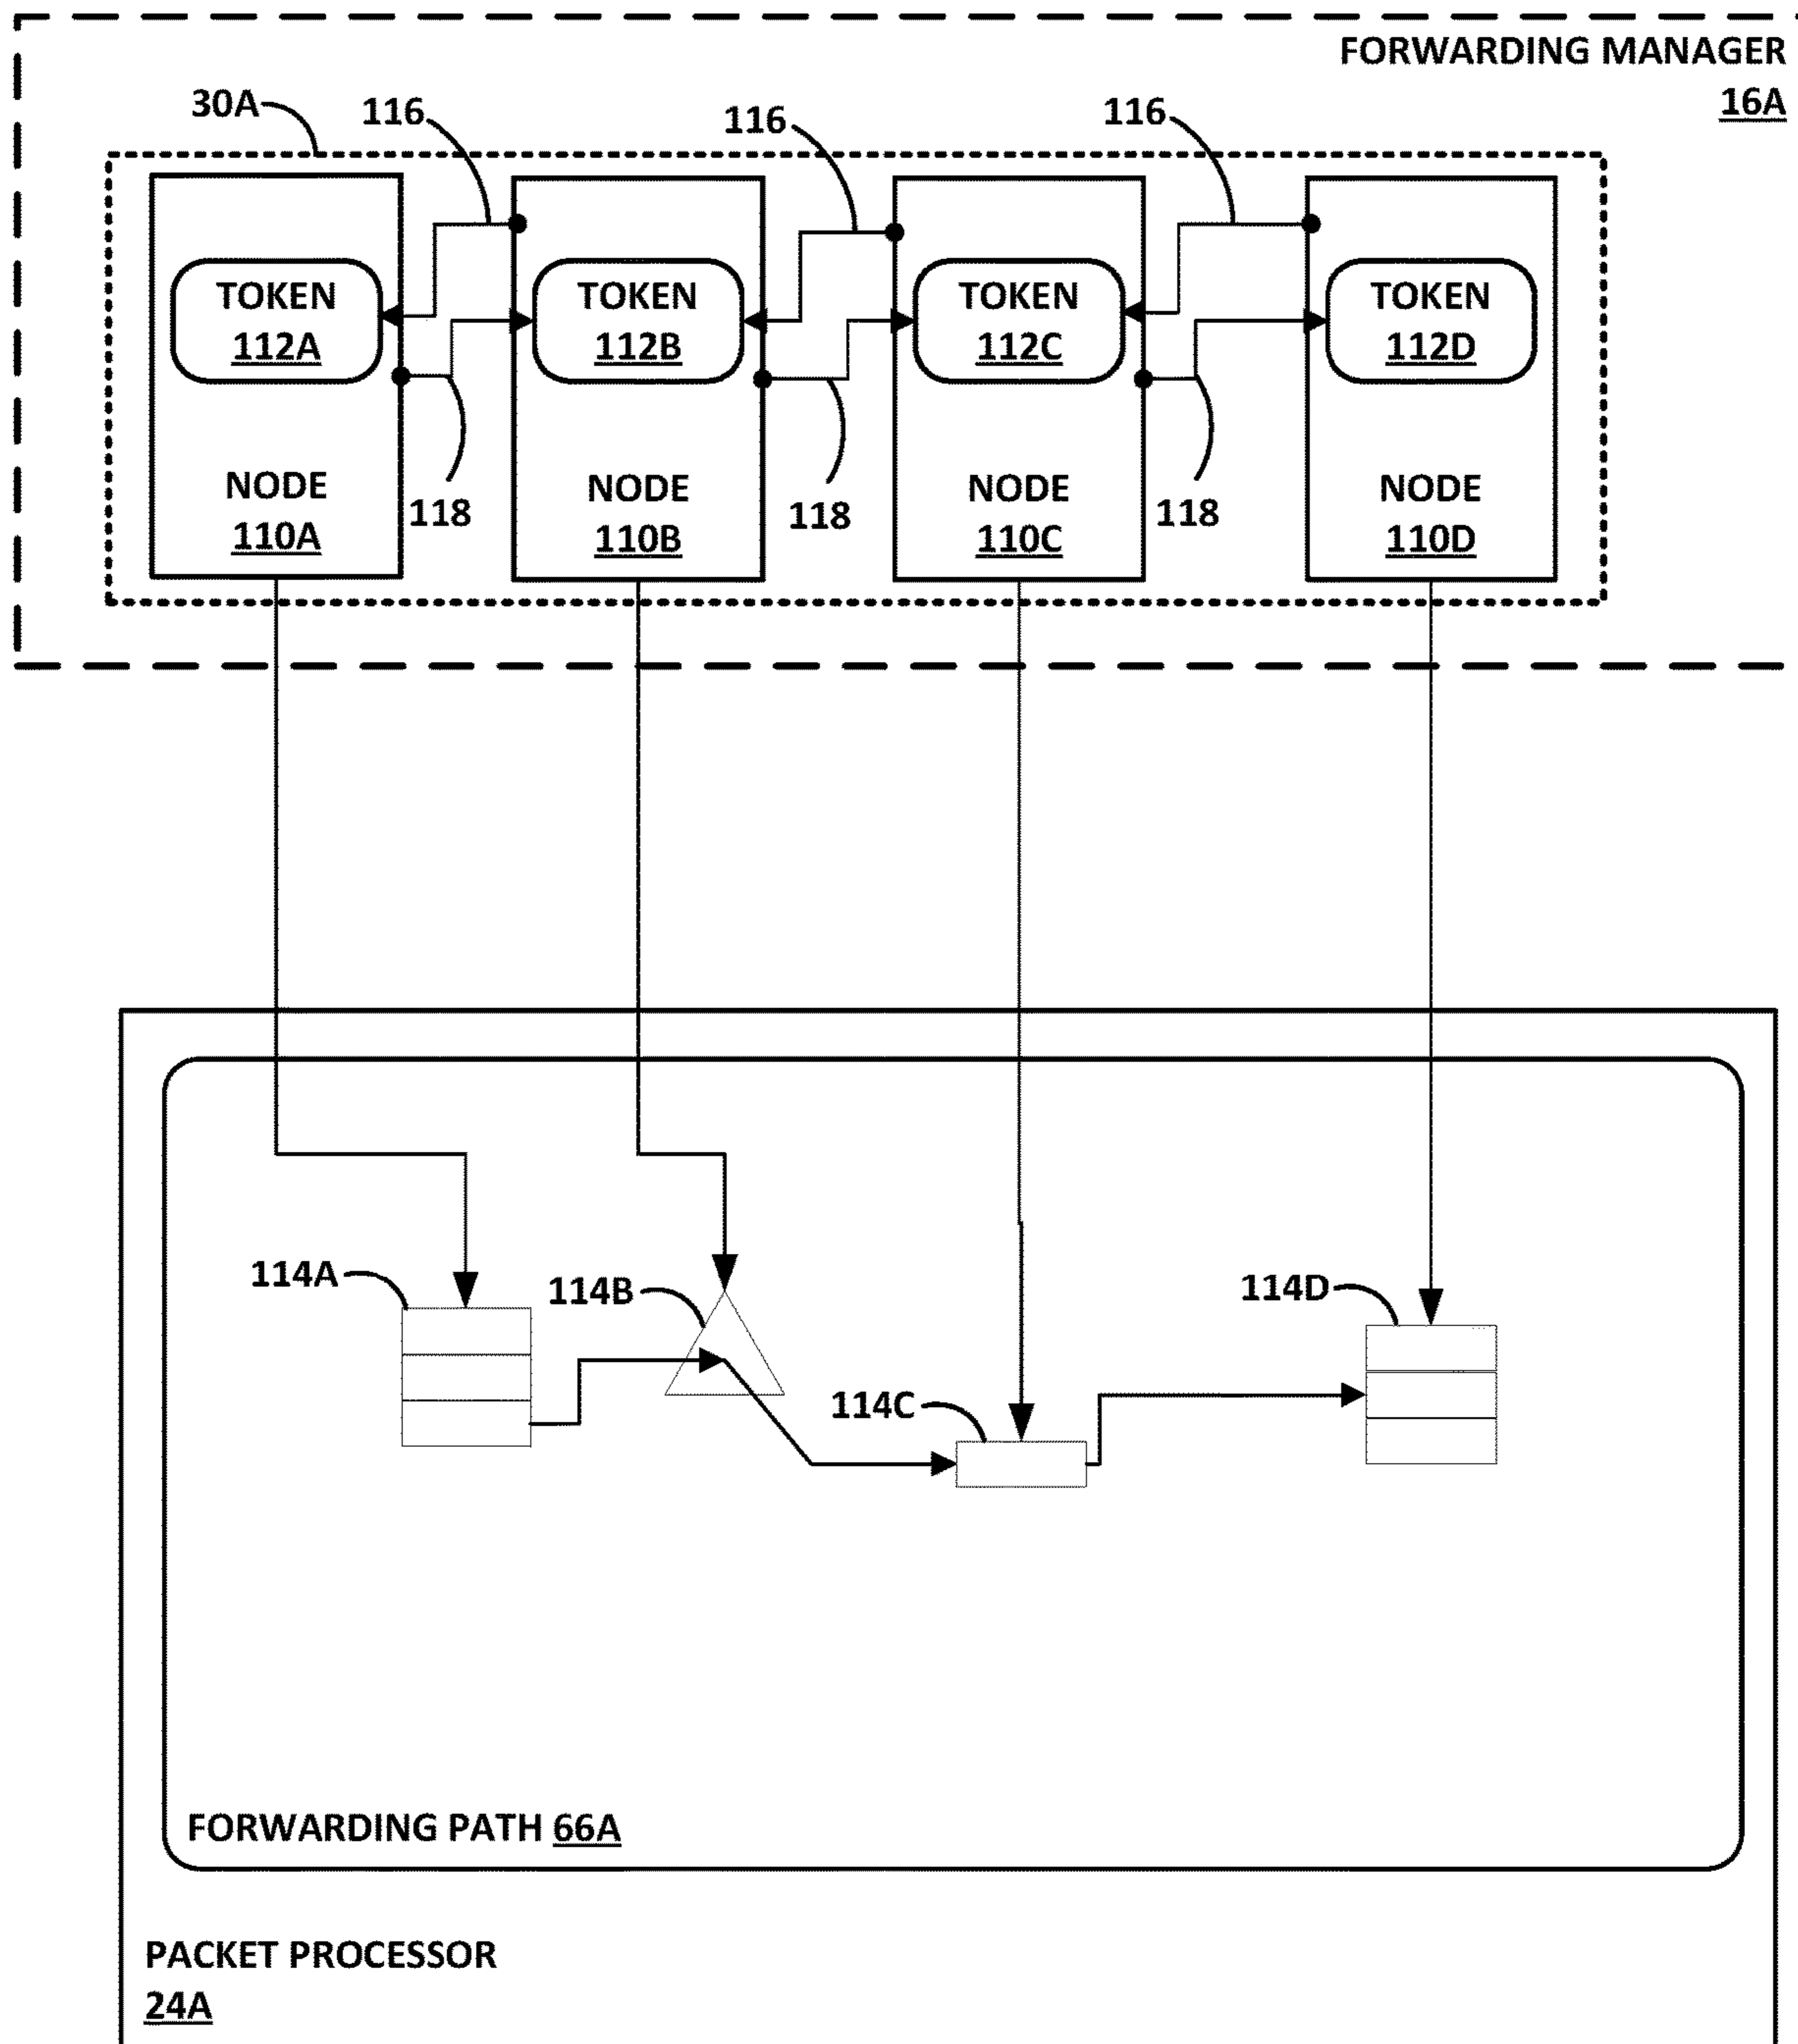 FORWARDING MANAGER
16A
30A
116
116
116
TOKEN
112A
TOKEN
112B
TOKEN
112C
TOKEN
112D
NODE
110A
NODE
110B
NODE
110C
NODE
110D
118
118
118
114A
114B
114C
114D
FORWARDING PATH 66A
PACKET PROCESSOR
24A